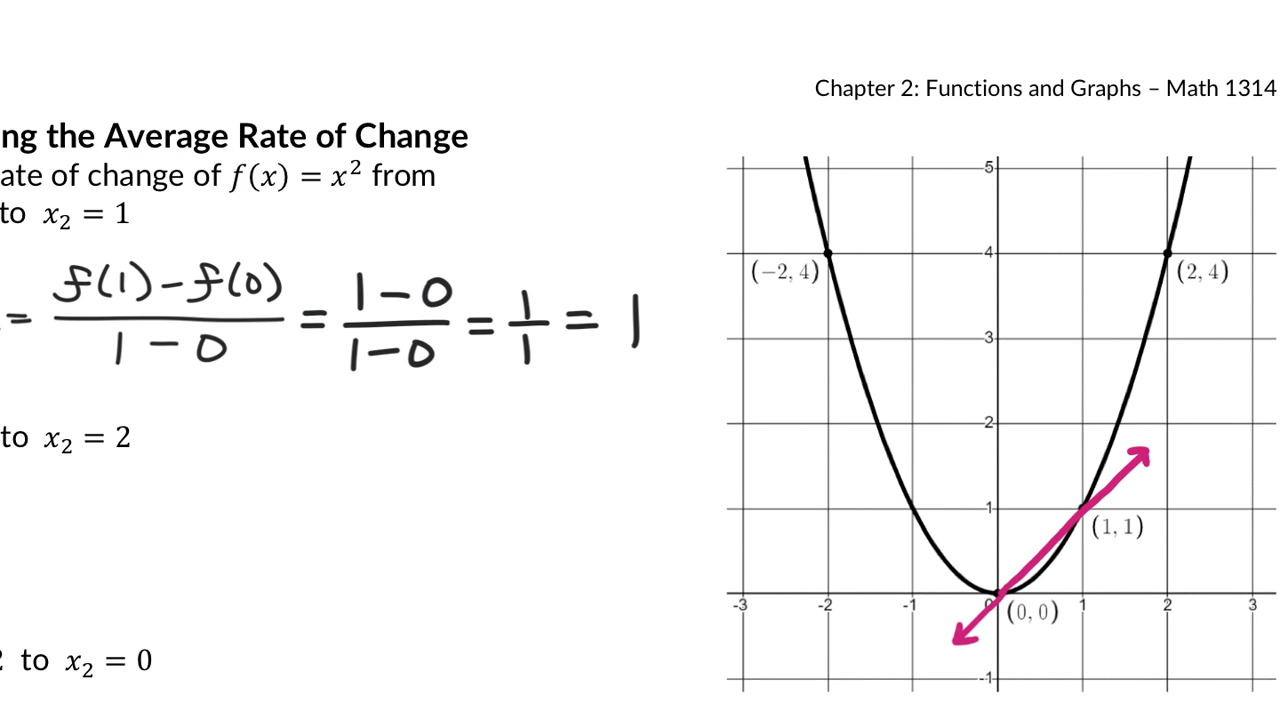 Chapter 2: Functions and Graphs – Math 1314
ng the Average Rate of Change
ate of change of f(x) = x² from
to x₂ = 1
= f(1)-f(0) / 1-0 = 1-0 / 1-0 = 1/1 = 1
to x₂ = 2
to x₂ = 0
5
4
(−2, 4)
(2, 4)
3
2
1
(1, 1)
-3 -2 -1 0 1 2 3
(0, 0)
-1